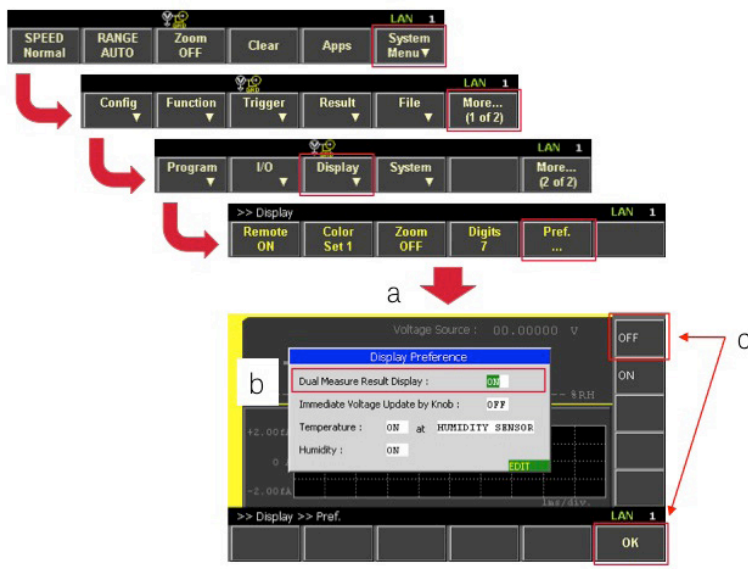 LAN 1
SPEED Normal RANGE AUTO Zoom OFF Clear Apps System Menu▼
LAN 1
Config ▼ Function ▼ Trigger ▼ Result ▼ File ▼ More... (1 of 2)
LAN 1
Program ▼ I/O ▼ Display ▼ System ▼ More... (2 of 2)
>> Display LAN 1
Remote ON Color Set 1 Zoom OFF Digits 7 Pref. ...
a
Voltage Source : 00.00000 V
OFF
c
Display Preference
b
Dual Measure Result Display : ON
ON
Immediate Voltage Update by Knob : OFF
-- %RH
Temperature : ON at HUMIDITY SENSOR
+2.00fA
Humidity : ON
0
EDIT
-2.00fA
1ms/div.
>> Display >> Pref. LAN 1
OK